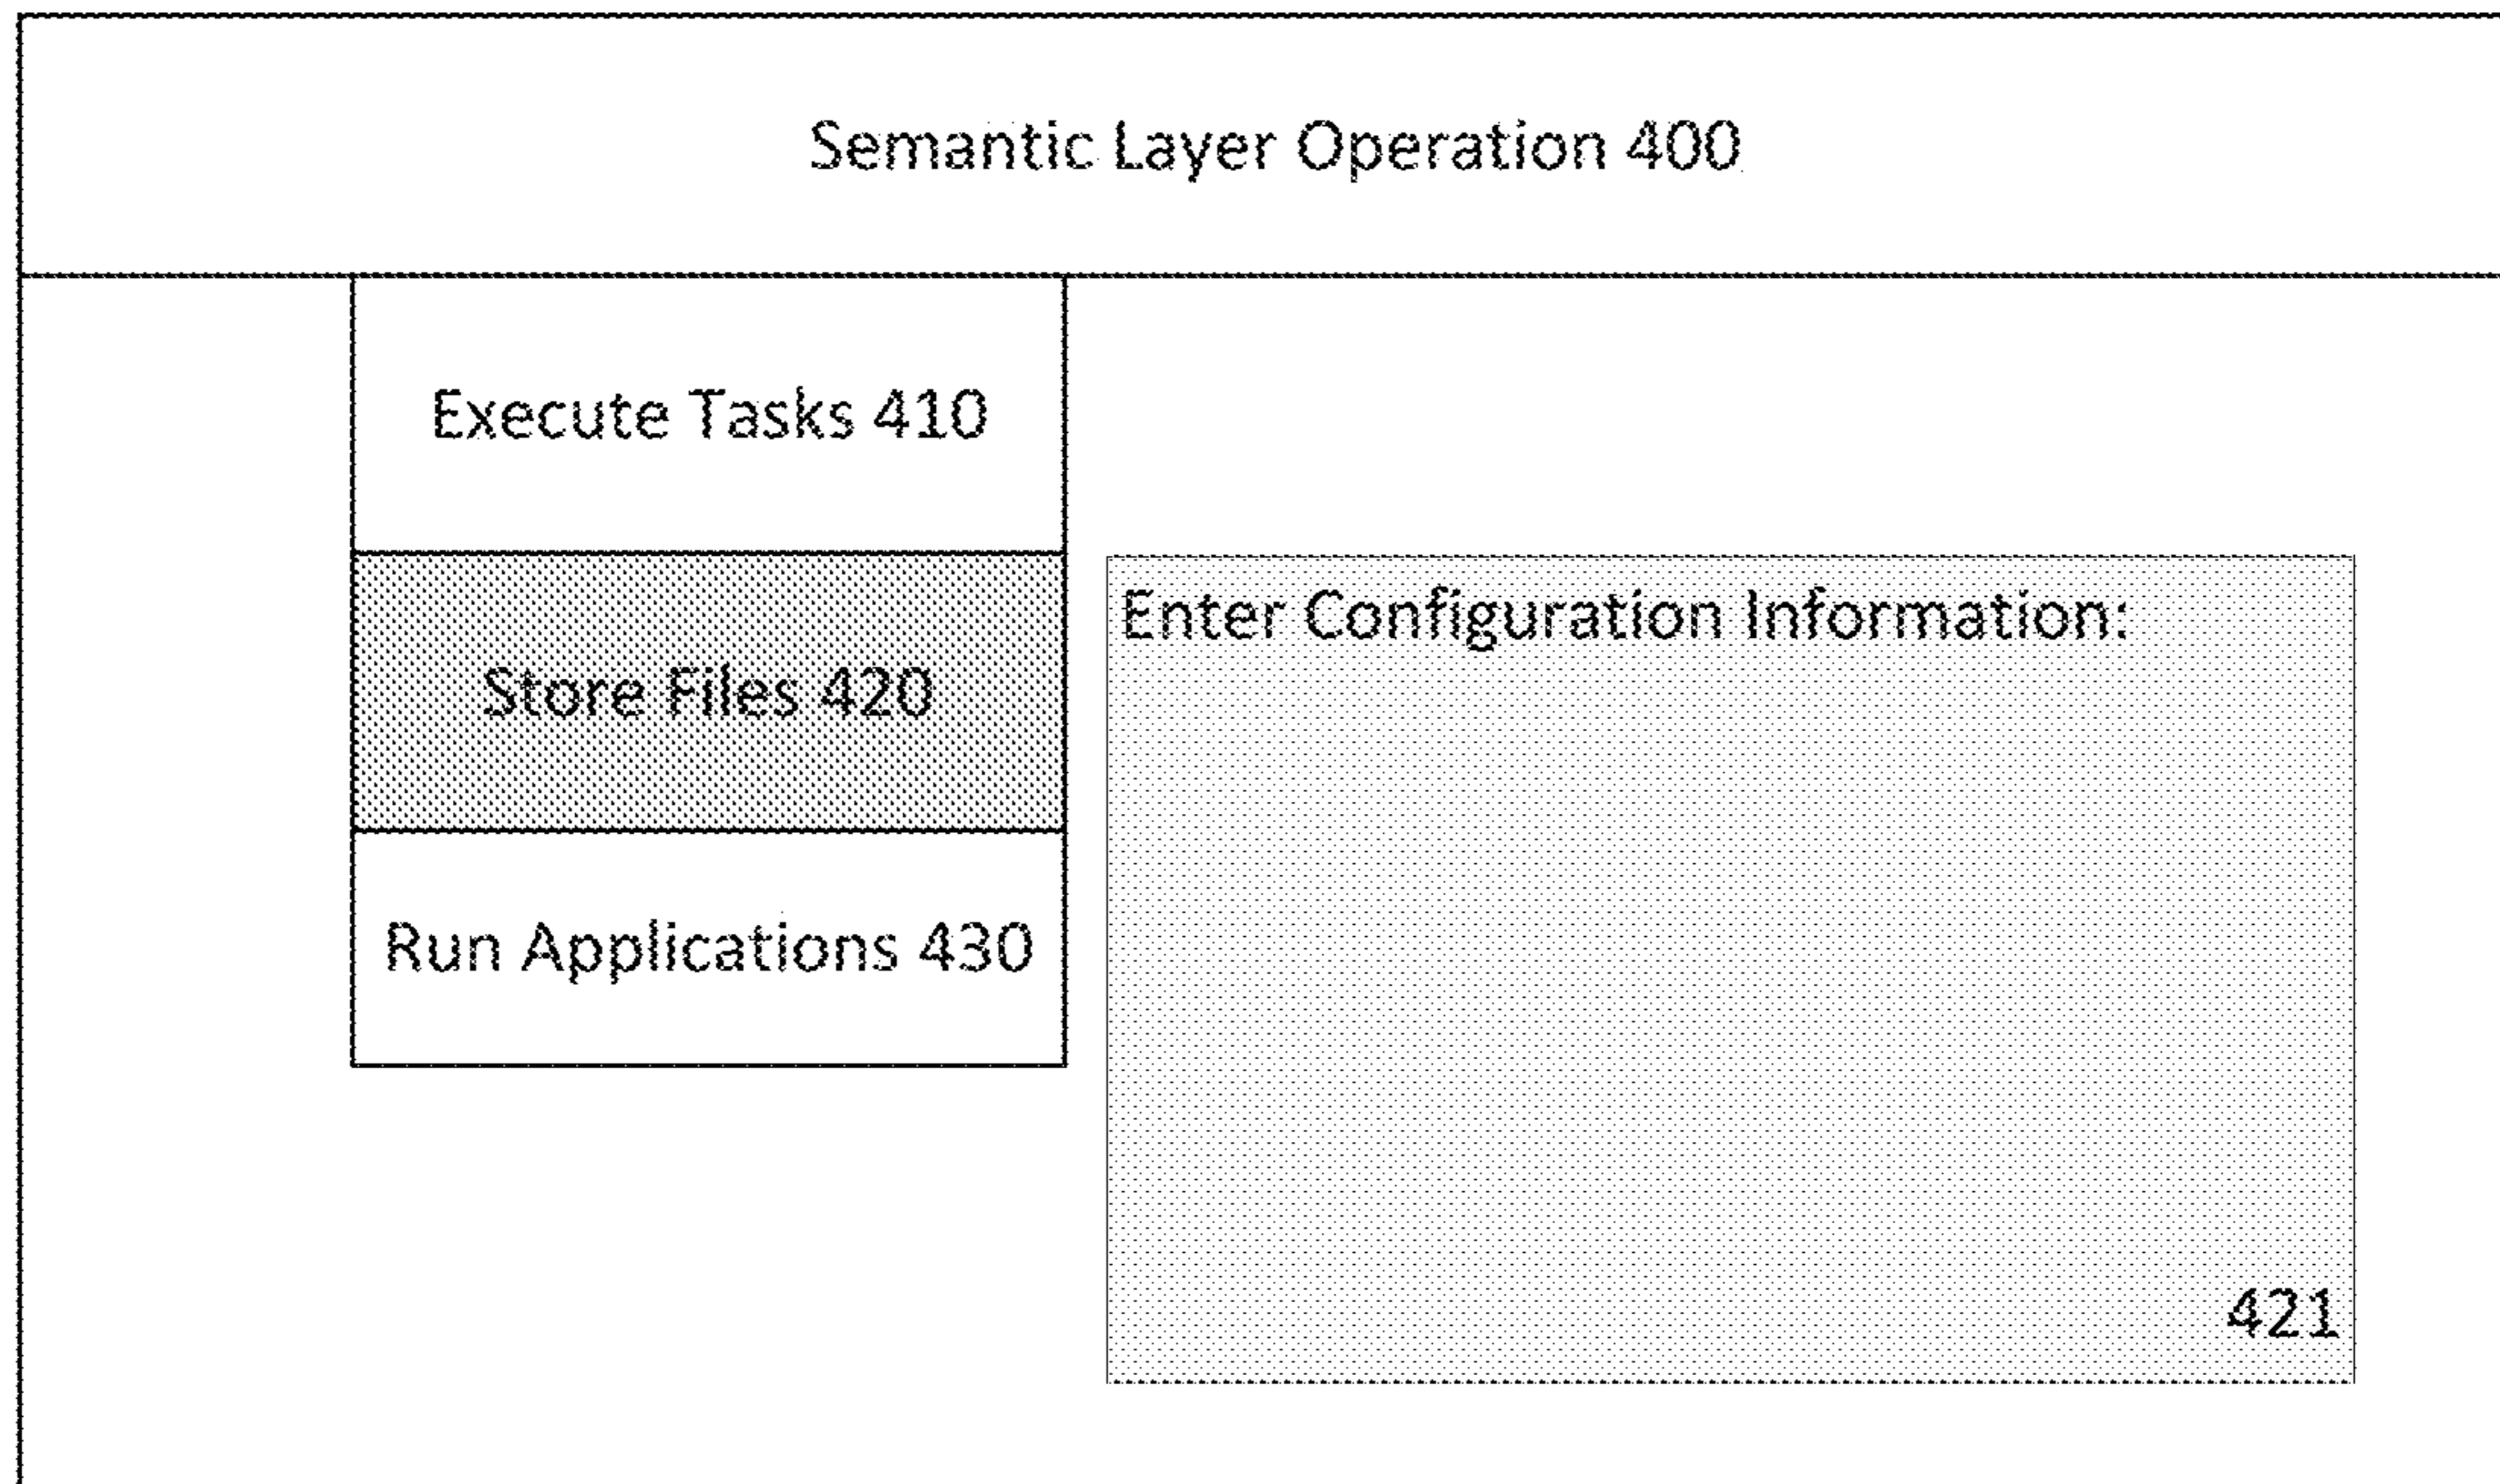 Semantic Layer Operation 400
Execute Tasks 410
Store Files 420
Run Applications 430
Enter Configuration Information:
421